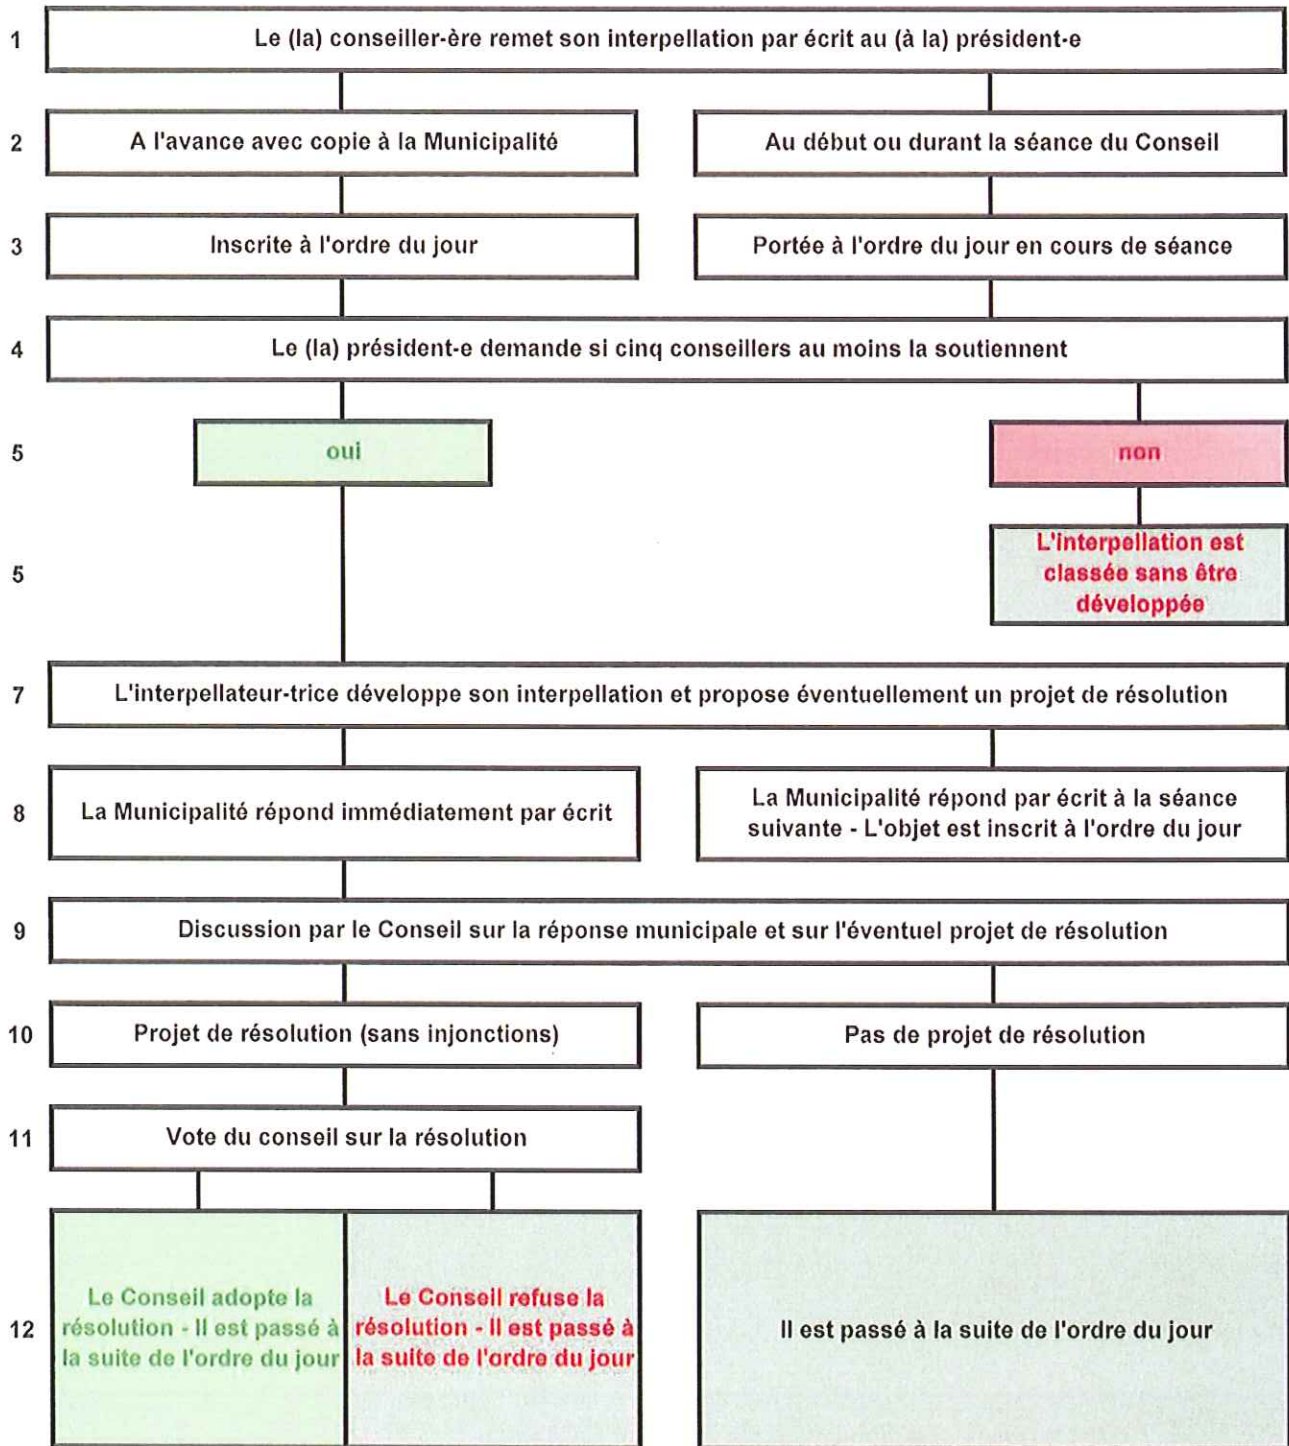 1 Le (la) conseiller-ère remet son interpellation par écrit au (à la) président-e
2 A l'avance avec copie à la Municipalité Au début ou durant la séance du Conseil
3 Inscrite à l'ordre du jour Portée à l'ordre du jour en cours de séance
4 Le (la) président-e demande si cinq conseillers au moins la soutiennent
5 oui non
5
L'interpellation est
classée sans être
développée
7 L'interpellateur-trice développe son interpellation et propose éventuellement un projet de résolution
8 La Municipalité répond immédiatement par écrit
La Municipalité répond par écrit à la séance
suivante - L'objet est inscrit à l'ordre du jour
9 Discussion par le Conseil sur la réponse municipale et sur l'éventuel projet de résolution
10 Projet de résolution (sans injonctions) Pas de projet de résolution
11 Vote du conseil sur la résolution
12
Le Conseil adopte la
résolution - Il est passé à
la suite de l'ordre du jour
Le Conseil refuse la
résolution - Il est passé à
la suite de l'ordre du jour
Il est passé à la suite de l'ordre du jour